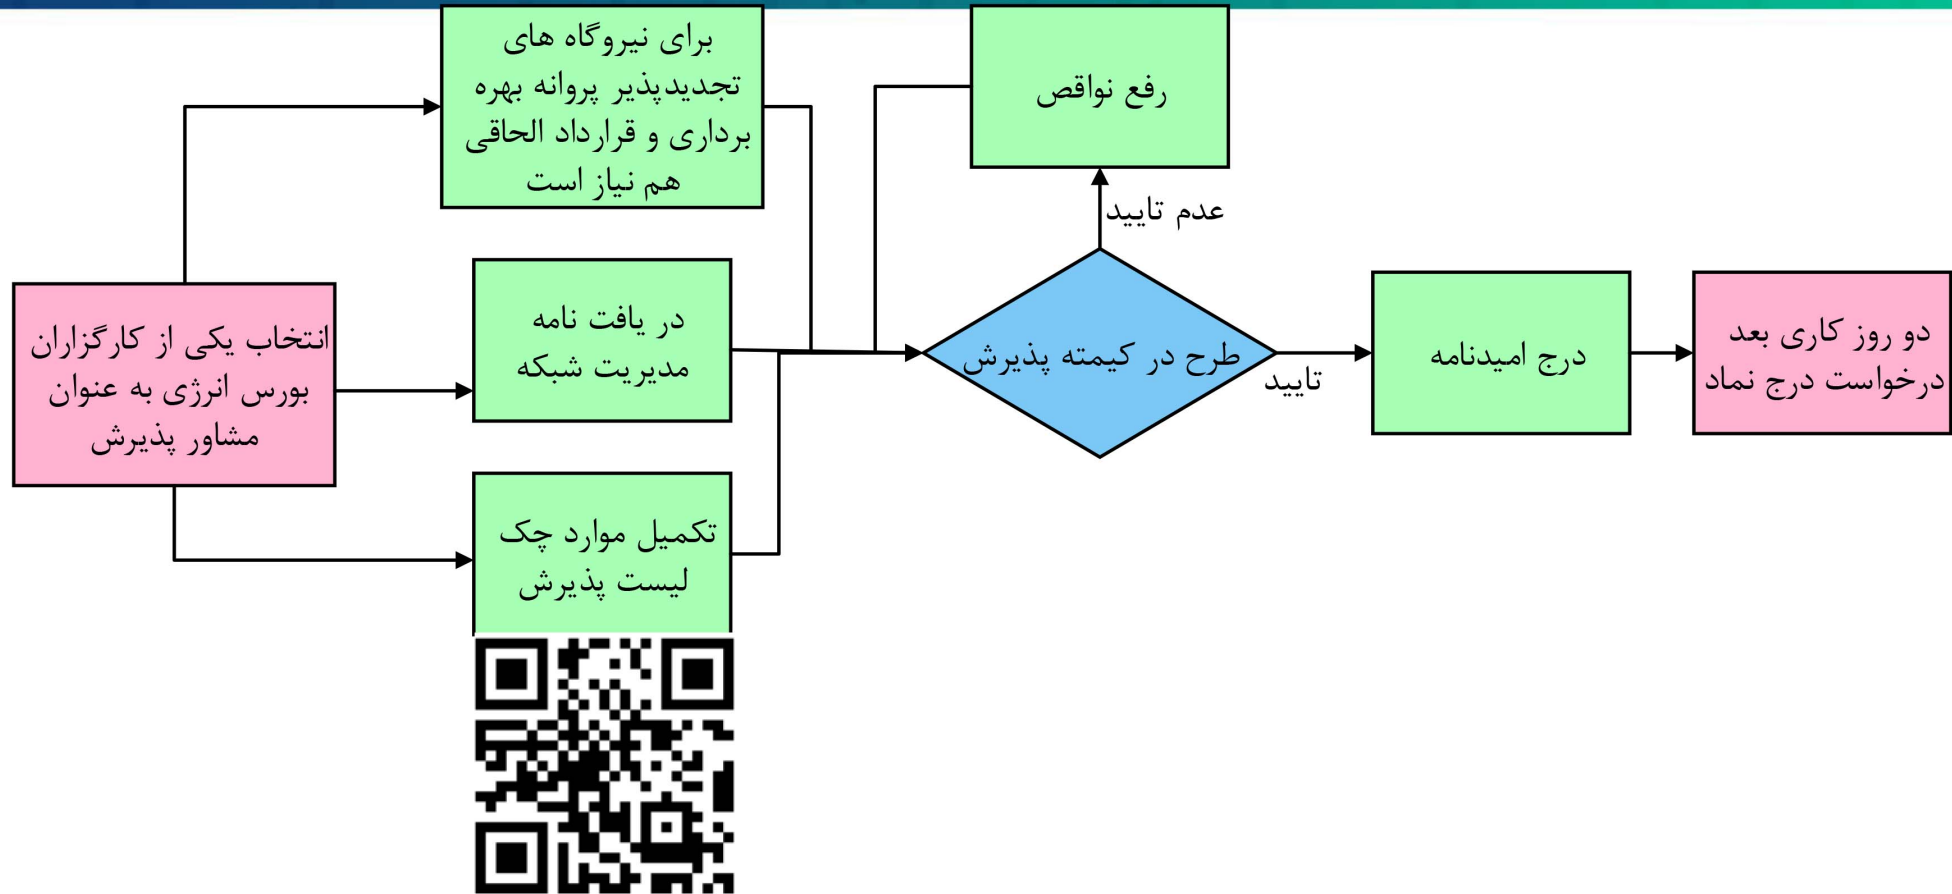 برای نیروگاه های
تجدیدپذیر پروانه بهره
برداری و قرارداد الحاقی
هم نیاز است
رفع نواقص
عدم تایید
انتخاب یکی از کارگزاران
بورس انرژی به عنوان
مشاور پذیرش
در یافت نامه
مدیریت شبکه
طرح در کیمته پذیرش
تایید
درج امیدنامه
دو روز کاری بعد
درخواست درج نماد
تکمیل موارد چک
لیست پذیرش